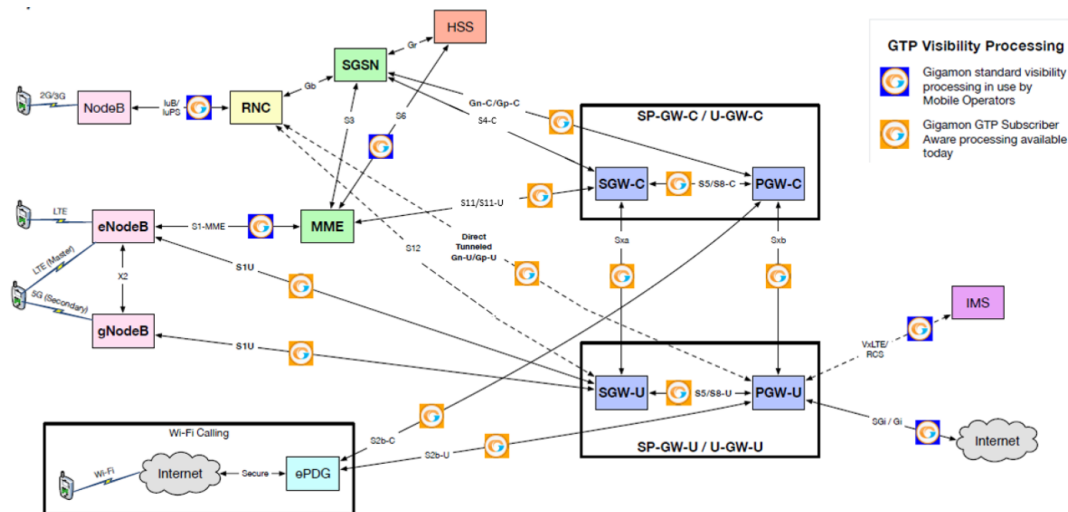 HSS
GTP Visibility Processing
Gigamon standard visibility
processing in use by
Mobile Operators
Gigamon GTP Subscriber
Aware processing available
today
Gr
SGSN
Gb
2G/3G
NodeB
IuB/
IuPS
RNC
Gn-C/Gp-C
S4-C
S3
S6
SP-GW-C / U-GW-C
SGW-C
S5/S8-C
PGW-C
LTE
eNodeB
S1-MME
MME
S11/S11-U
S12
Direct
Tunneled
Gn-U/Gp-U
Sxa
Sxb
LTE (Master)
X2
S1U
5G (Secondary)
gNodeB
S1U
IMS
VxLTE/
RCS
SGW-U
S5/S8-U
PGW-U
SP-GW-U / U-GW-U
SGi / Gi
Internet
Wi-Fi Calling
Wi-Fi
Internet
Secure
ePDG
S2b-C
S2b-U